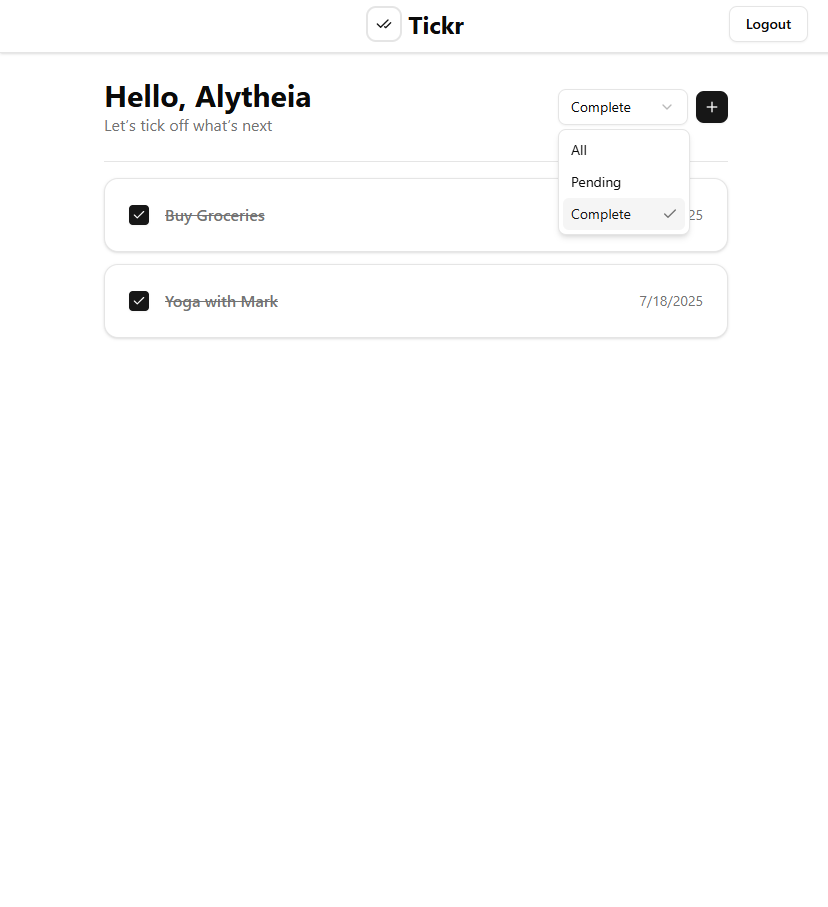 Tickr
Logout
Hello, Alytheia
Let's tick off what's next
Complete
All
Pending
Complete
Buy Groceries
25
Yoga with Mark
7/18/2025